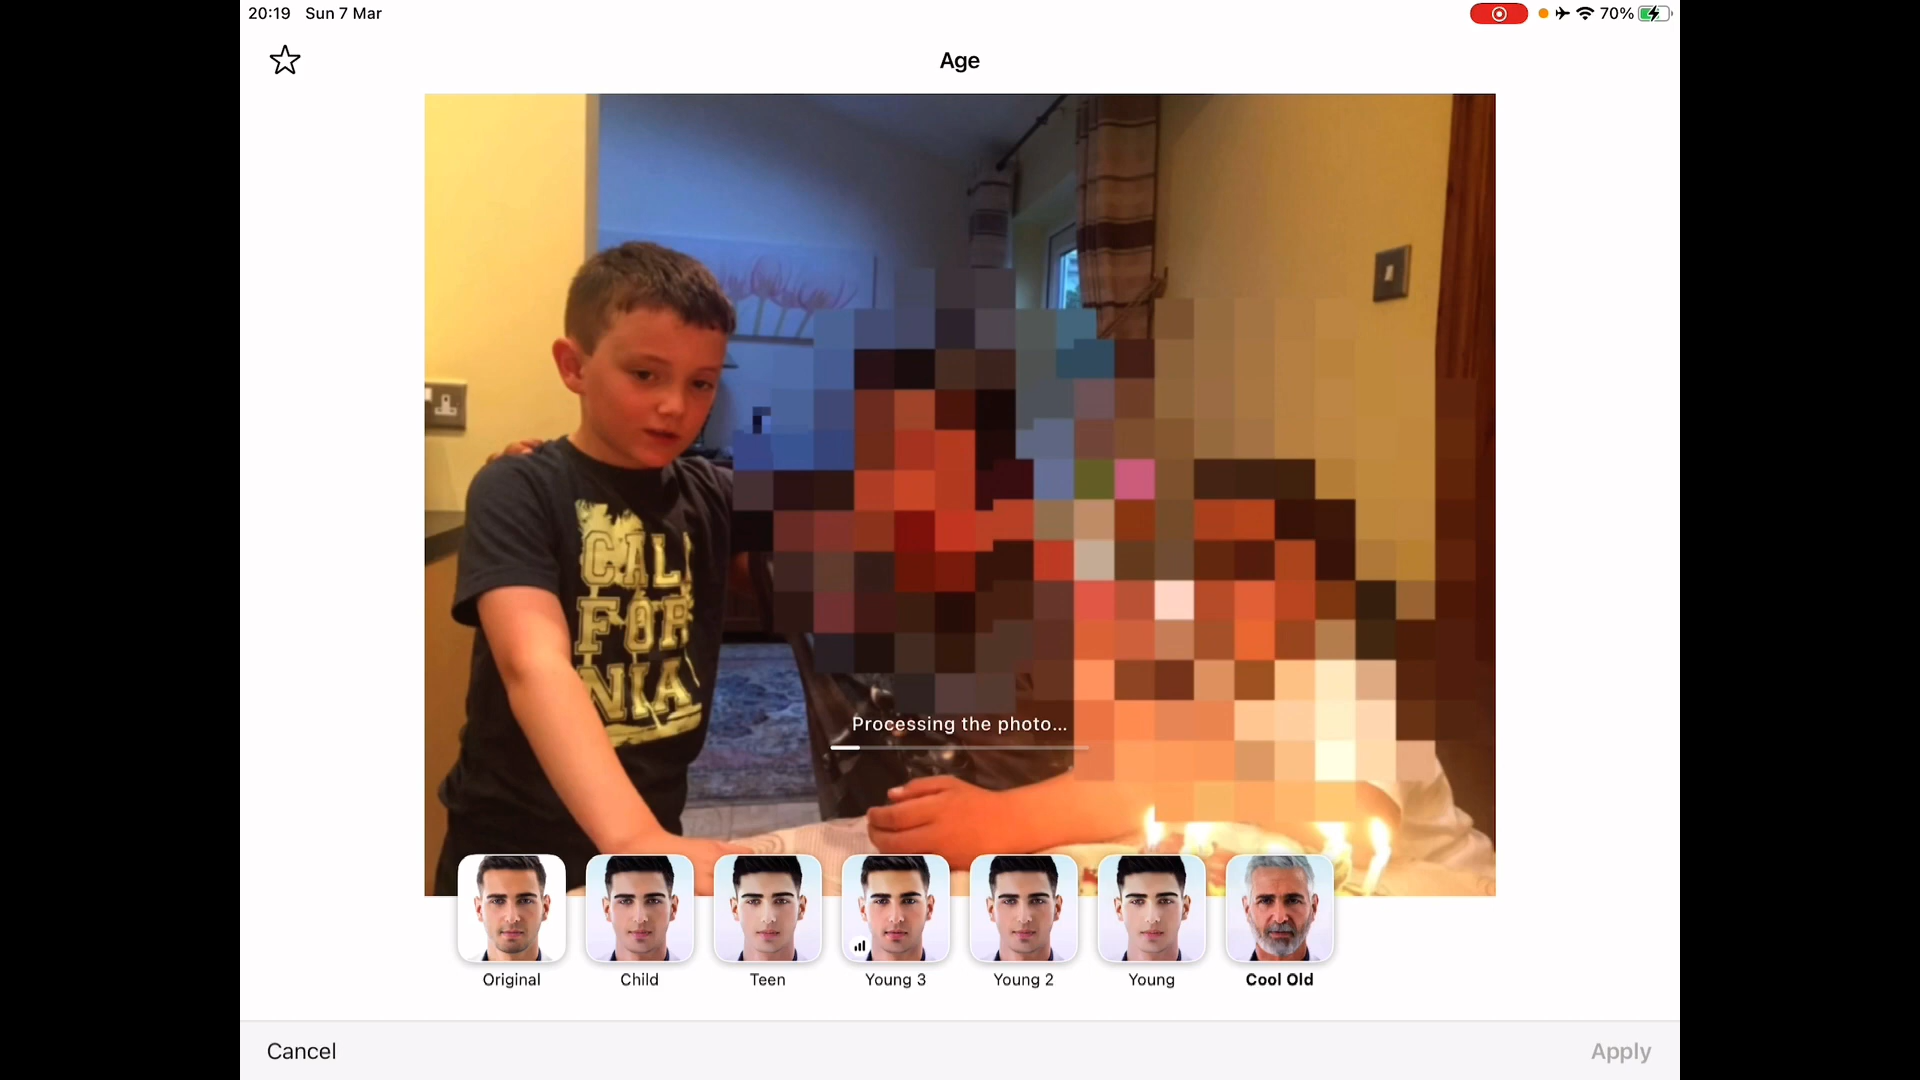 20:19 Sun 7 Mar
70%
Age
CALI
FOR
NIA
Processing the photo...
Original
Child
Teen
Young 3
Young 2
Young
Cool Old
Cancel
Apply